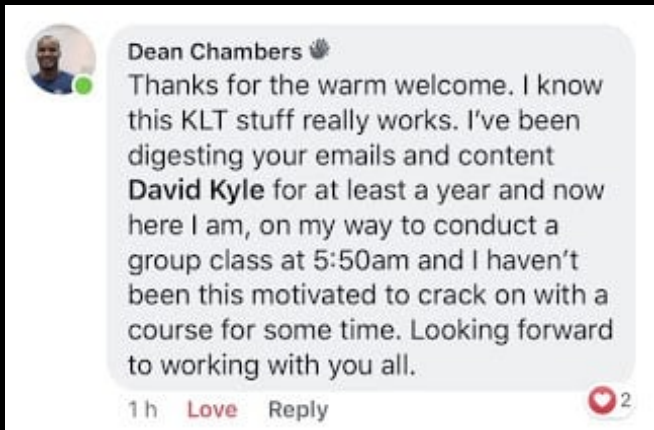 Dean Chambers 👋
Thanks for the warm welcome. I know
this KLT stuff really works. I’ve been
digesting your emails and content
David Kyle for at least a year and now
here I am, on my way to conduct a
group class at 5:50am and I haven’t
been this motivated to crack on with a
course for some time. Looking forward
to working with you all.
1 h Love Reply 2